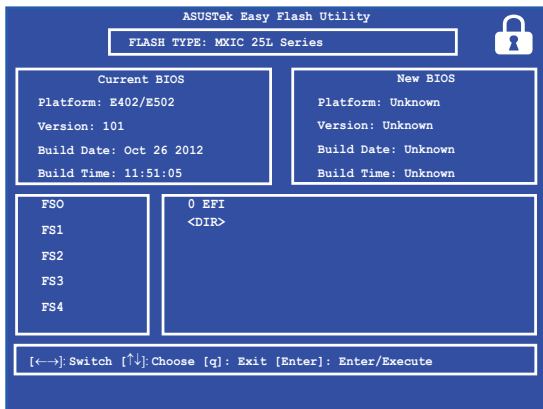 ASUSTek Easy Flash Utility
FLASH TYPE: MXIC 25L Series
Current BIOS
Platform: E402/E502
Version: 101
Build Date: Oct 26 2012
Build Time: 11:51:05
New BIOS
Platform: Unknown
Version: Unknown
Build Date: Unknown
Build Time: Unknown
FSO
FS1
FS2
FS3
FS4
0 EFI
<DIR>
[←→]: Switch [↑↓]: Choose [q]: Exit [Enter]: Enter/Execute